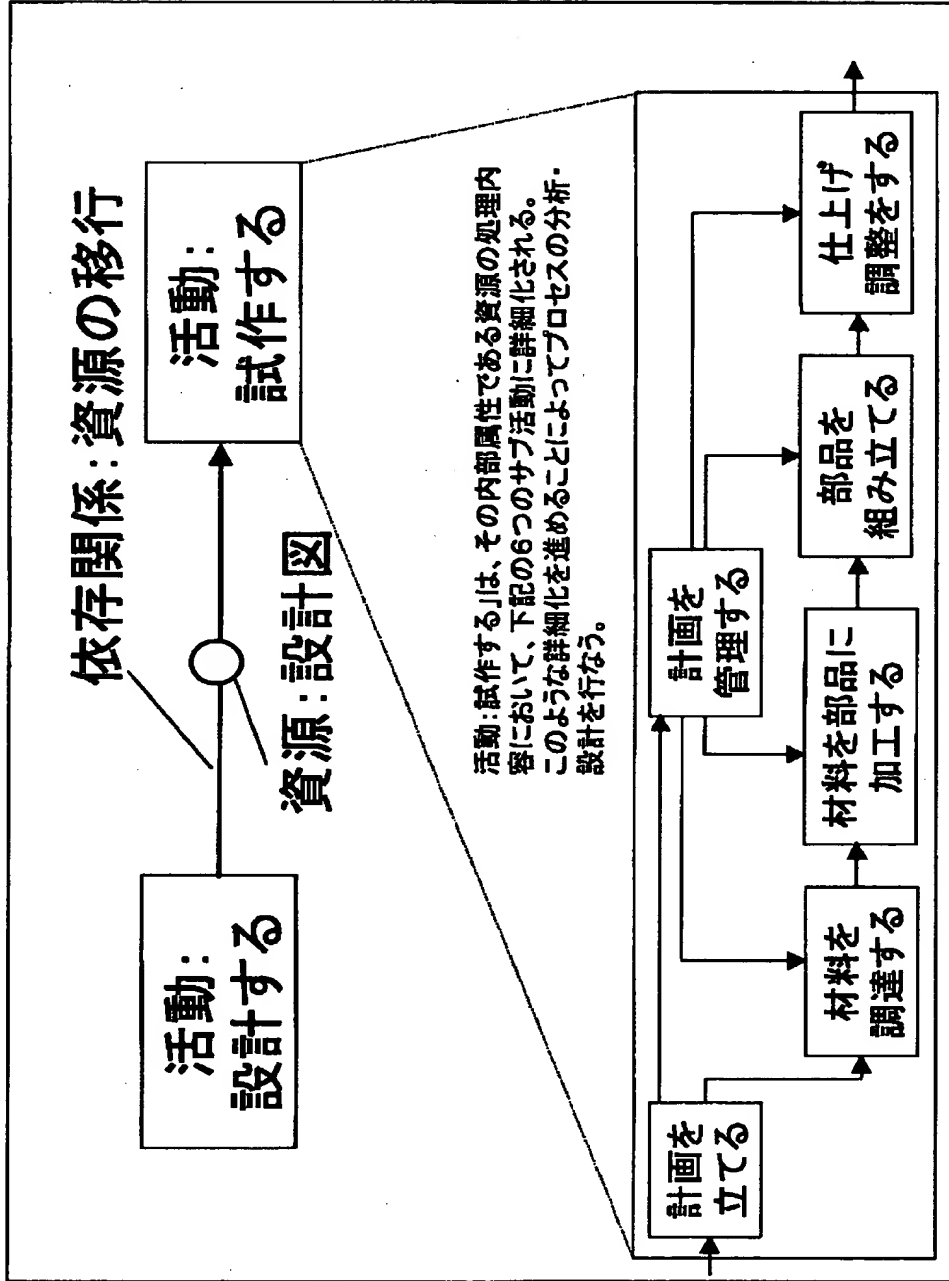 依存関係:資源の移行
活動:
設計する
資源:設計図
活動:
試作する
活動:試作する」は、その内部属性である資源の処理内
容において、下記の6つのサブ活動に詳細化される。
このような詳細化を進めることによってプロセスの分析・
設計を行なう。
計画を
立てる
計画を
管理する
材料を
調達する
材料を部品に
加工する
部品を
組み立てる
仕上げ
調整をする